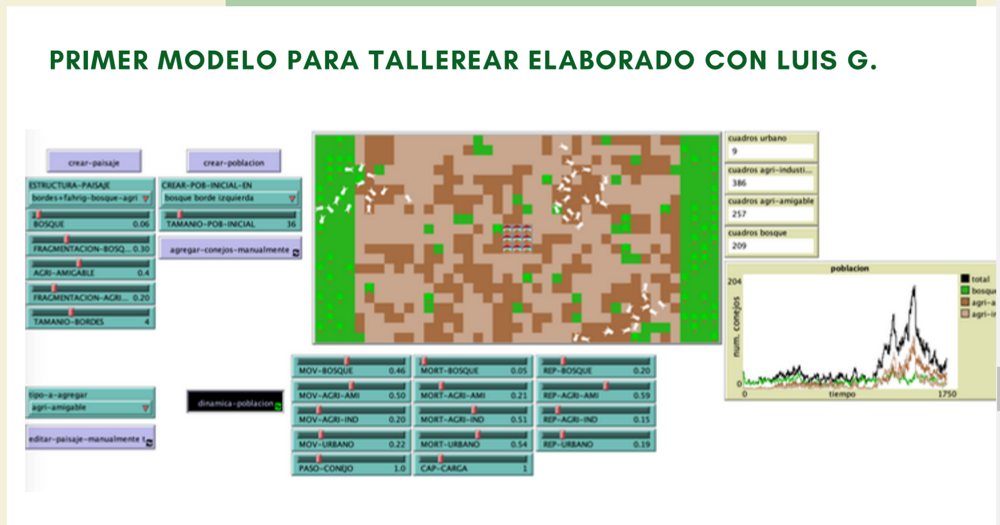 PRIMER MODELO PARA TALLEREAR ELABORADO CON LUIS G.
crear-paisaje
crear-poblacion
ESTRUCTURA-PAISAJE
bordes+fahrig-bosque-agri
CREAR-POB-INICIAL-EN
bosque borde izquierda
BOSQUE 0.06
TAMANIO-POB-INICIAL 36
FRAGMENTACION-BOSQ... 0.30
agregar-conejos-manualmente
AGRI-AMIGABLE 0.4
FRAGMENTACION-AGRI... 0.20
TAMANIO-BORDES 4
cuadros urbano
9
cuadros agri-industi...
386
cuadros agri-amigable
257
cuadros bosque
209
poblacion
204
num. conejos
0
0
tiempo
1750
total
bosque
agri-a
agri-ir
tipo-a-agregar
agri-amigable
editar-paisaje-manualmente t
dinamica-poblacion
MOV-BOSQUE 0.46
MORT-BOSQUE 0.05
REP-BOSQUE 0.20
MOV-AGRI-AMI 0.50
MORT-AGRI-AMI 0.21
REP-AGRI-AMI 0.59
MOV-AGRI-IND 0.20
MORT-AGRI-IND 0.51
REP-AGRI-IND 0.15
MOV-URBANO 0.22
MORT-URBANO 0.54
REP-URBANO 0.19
PASO-CONEJO 1.0
CAP-CARGA 1